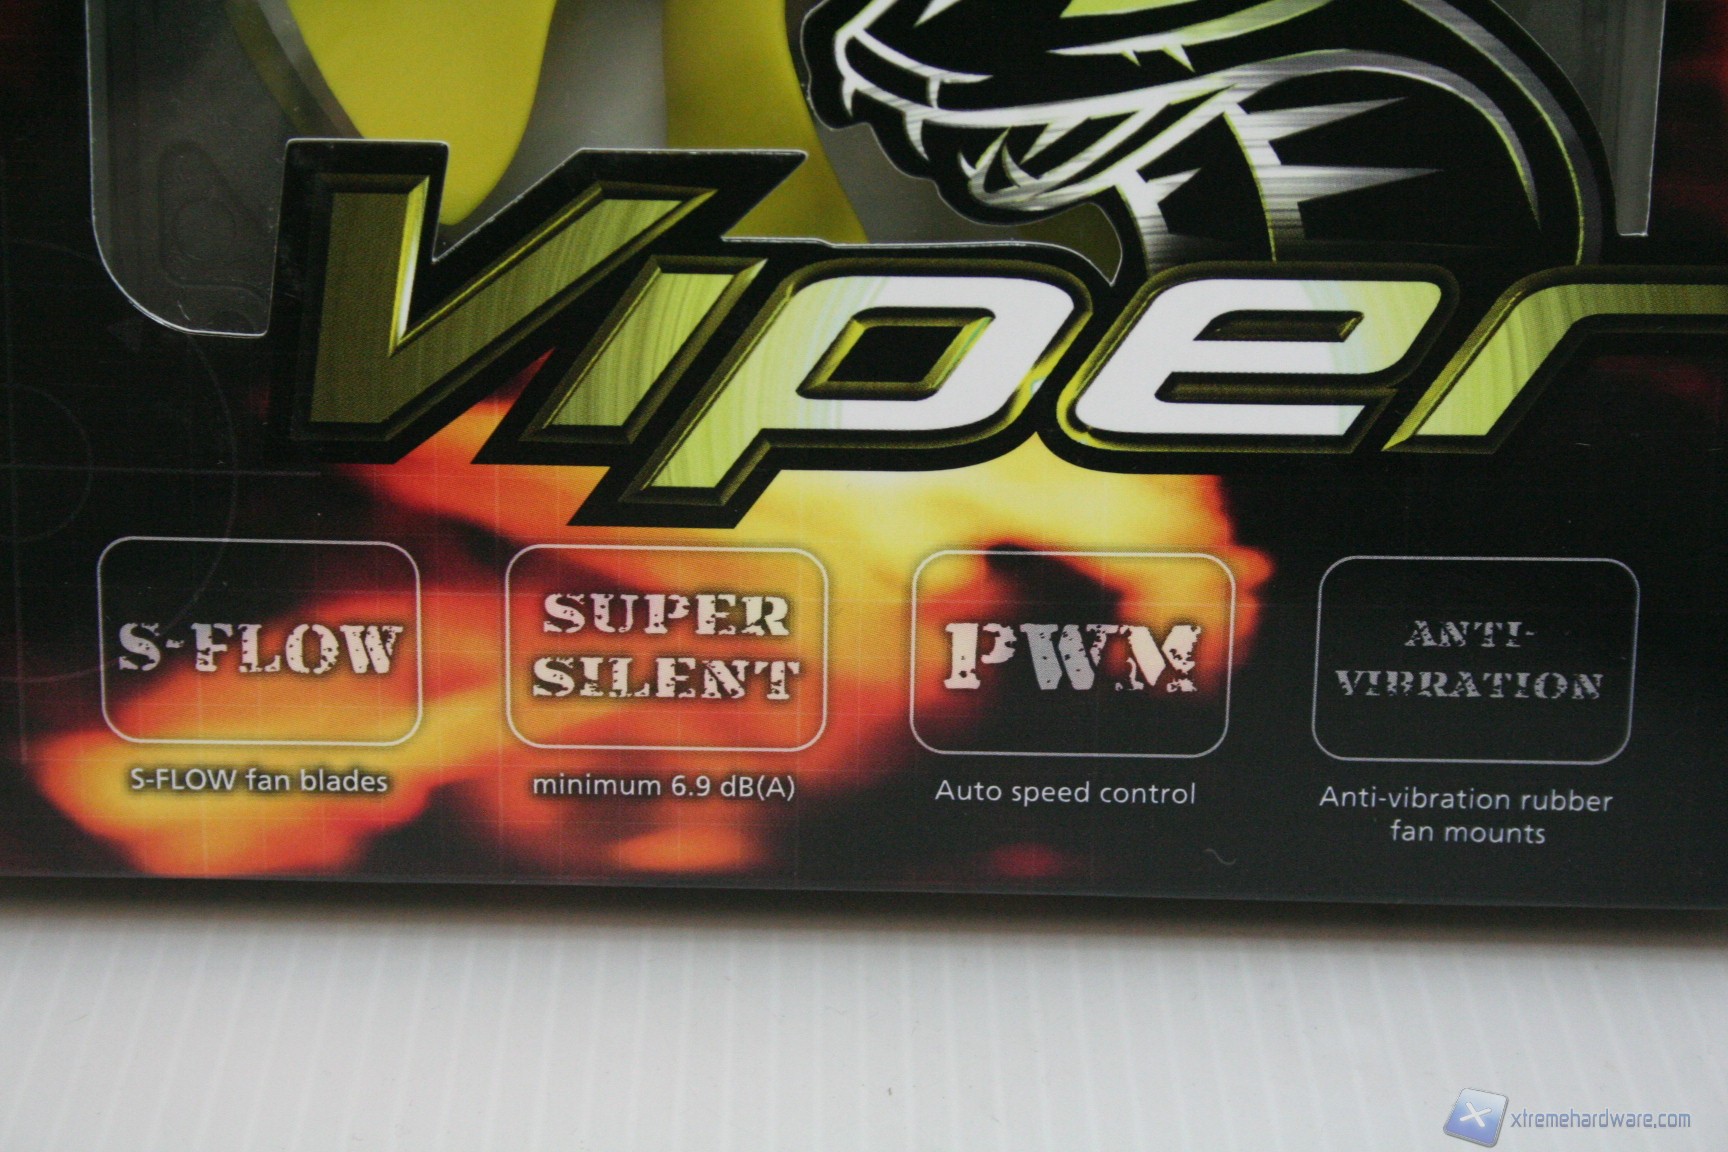 Viper
S-FLOW
SUPER
SILENT
PWM
ANTI-
VIBRATION
S-FLOW fan blades
minimum 6.9 dB(A)
Auto speed control
Anti-vibration rubber
fan mounts
xtremehardware.com